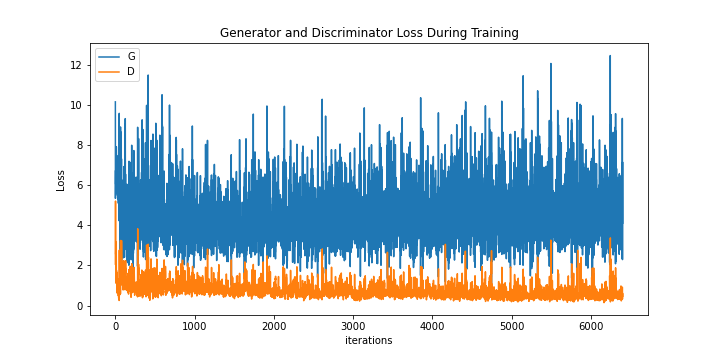 Generator and Discriminator Loss During Training
G
D
12
10
8
6
4
2
0
Loss
0 1000 2000 3000 4000 5000 6000
iterations